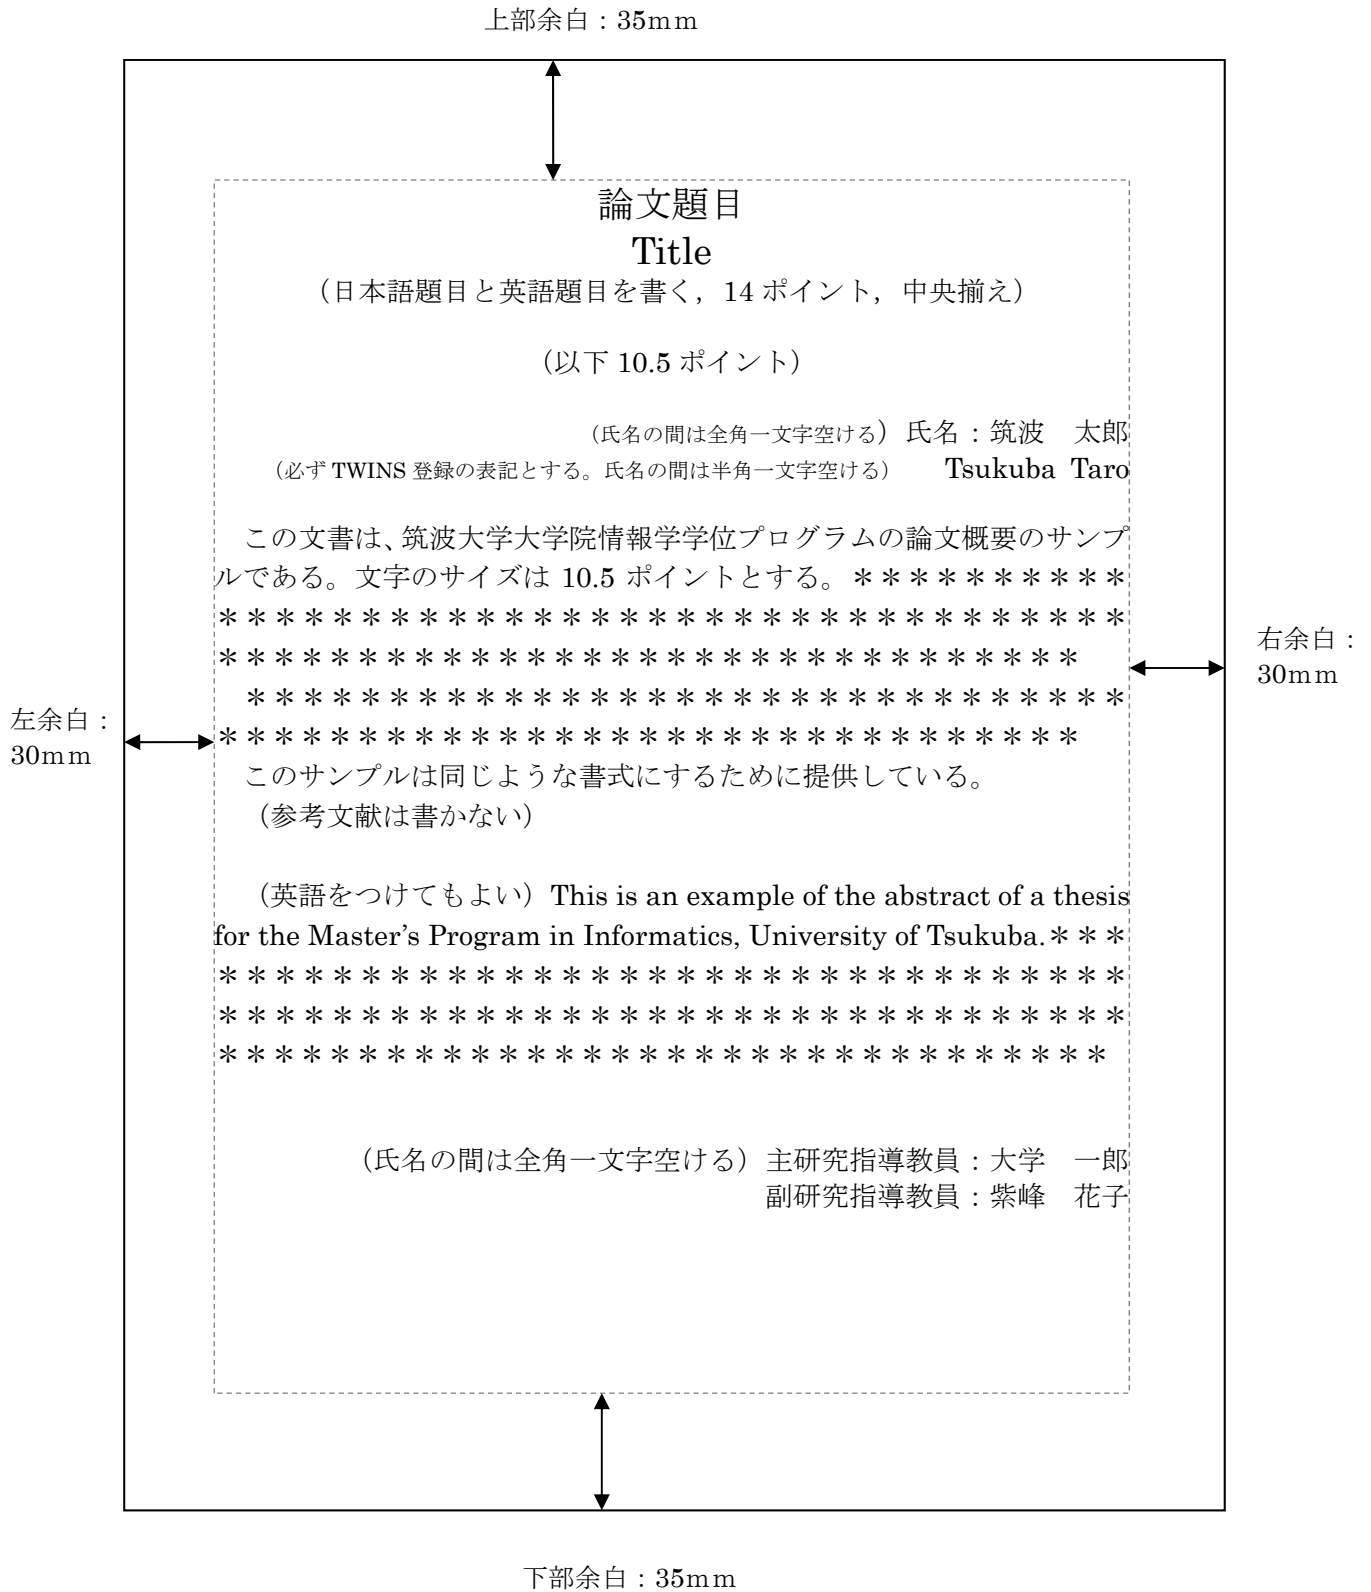 上部余白：35ｍｍ
論文題目
Title
（日本語題目と英語題目を書く，14 ポイント，中央揃え）
（以下 10.5 ポイント）
（氏名の間は全角一文字空ける）氏名：筑波　太郎
（必ず TWINS 登録の表記とする。氏名の間は半角一文字空ける）　Tsukuba Taro
　この文書は、筑波大学大学院情報学学位プログラムの論文概要のサンプ
ルである。文字のサイズは 10.5 ポイントとする。＊＊＊＊＊＊＊＊＊＊
＊＊＊＊＊＊＊＊＊＊＊＊＊＊＊＊＊＊＊＊＊＊＊＊＊＊＊＊＊＊＊＊
＊＊＊＊＊＊＊＊＊＊＊＊＊＊＊＊＊＊＊＊＊＊＊＊＊＊＊＊＊＊＊
　＊＊＊＊＊＊＊＊＊＊＊＊＊＊＊＊＊＊＊＊＊＊＊＊＊＊＊＊＊＊＊
＊＊＊＊＊＊＊＊＊＊＊＊＊＊＊＊＊＊＊＊＊＊＊＊＊＊＊＊＊＊＊
　このサンプルは同じような書式にするために提供している。
　（参考文献は書かない）
　（英語をつけてもよい）This is an example of the abstract of a thesis
for the Master’s Program in Informatics, University of Tsukuba.＊＊＊
＊＊＊＊＊＊＊＊＊＊＊＊＊＊＊＊＊＊＊＊＊＊＊＊＊＊＊＊＊＊＊＊
＊＊＊＊＊＊＊＊＊＊＊＊＊＊＊＊＊＊＊＊＊＊＊＊＊＊＊＊＊＊＊＊
＊＊＊＊＊＊＊＊＊＊＊＊＊＊＊＊＊＊＊＊＊＊＊＊＊＊＊＊＊＊＊＊
（氏名の間は全角一文字空ける）主研究指導教員：大学　一郎
副研究指導教員：紫峰　花子
左余白：
30ｍｍ
右余白：
30ｍｍ
下部余白：35ｍｍ